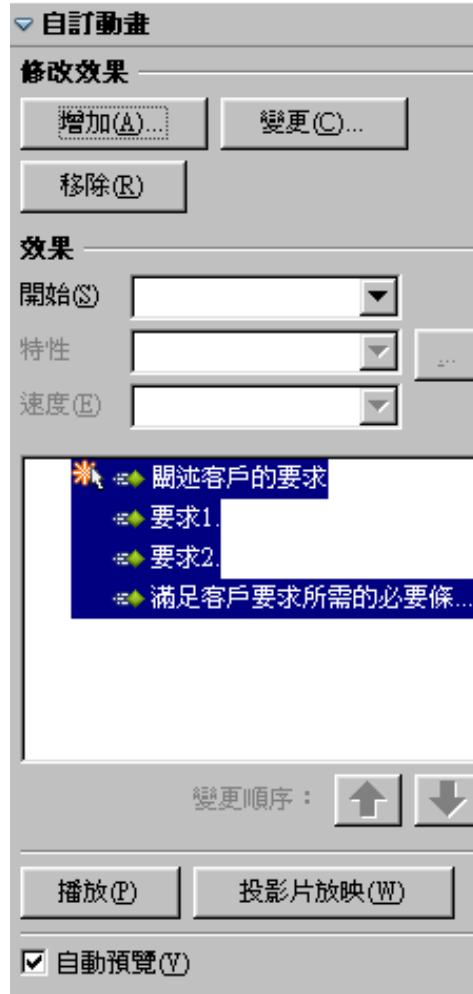 自訂動畫
修改效果
增加(A)... 變更(C)...
移除(R)
效果
開始(S)
特性 ...
速度(E)
闡述客戶的要求
要求1.
要求2.
滿足客戶要求所需的必要條...
變更順序：
播放(P) 投影片放映(W)
自動預覽(V)